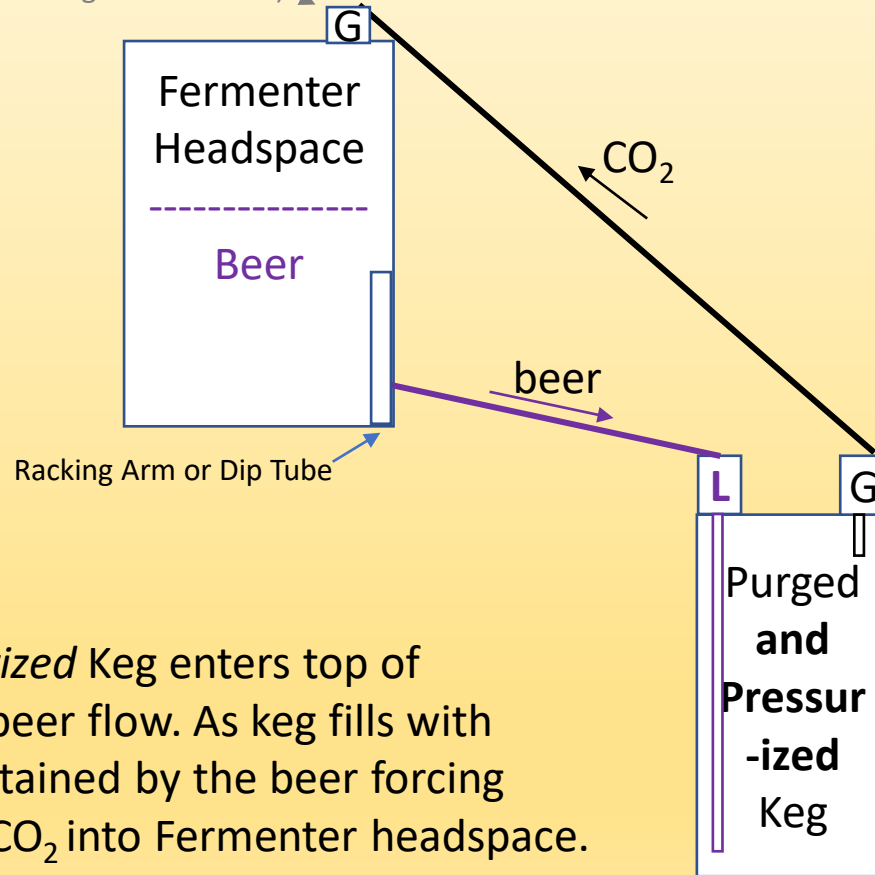 G
Fermenter
Headspace
CO₂
Beer
beer
Racking Arm or Dip Tube
L
G
Purged
and
Pressur
-ized
Keg
ized Keg enters top of
beer flow. As keg fills with
tained by the beer forcing
CO₂ into Fermenter headspace.